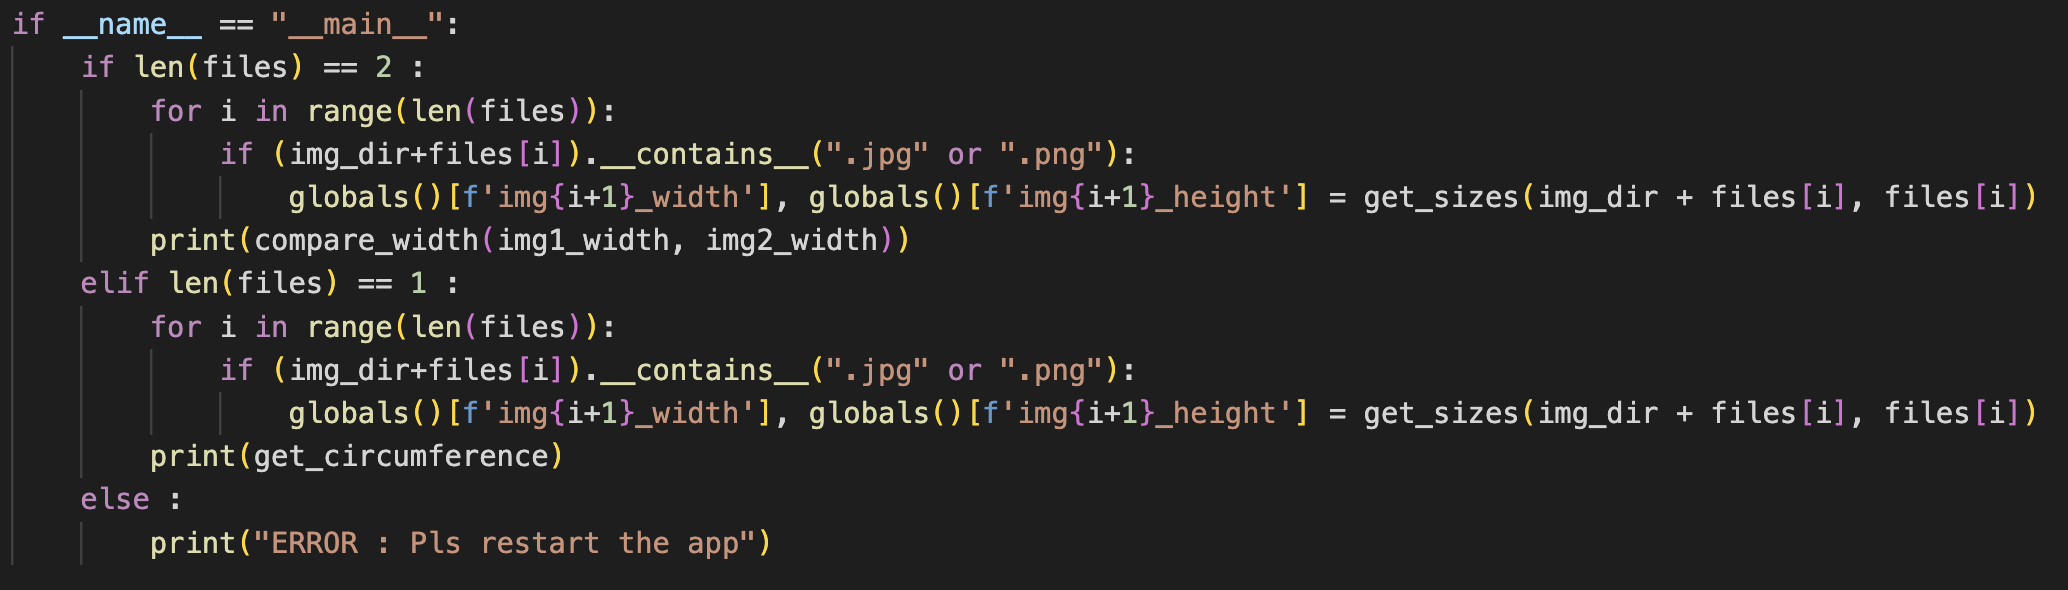 if __name__ == "__main__":
    if len(files) == 2 :
        for i in range(len(files)):
            if (img_dir+files[i]).__contains__(".jpg" or ".png"):
                globals()[f'img{i+1}_width'], globals()[f'img{i+1}_height'] = get_sizes(img_dir + files[i], files[i])
        print(compare_width(img1_width, img2_width))
    elif len(files) == 1 :
        for i in range(len(files)):
            if (img_dir+files[i]).__contains__(".jpg" or ".png"):
                globals()[f'img{i+1}_width'], globals()[f'img{i+1}_height'] = get_sizes(img_dir + files[i], files[i])
        print(get_circumference)
    else :
        print("ERROR : Pls restart the app")